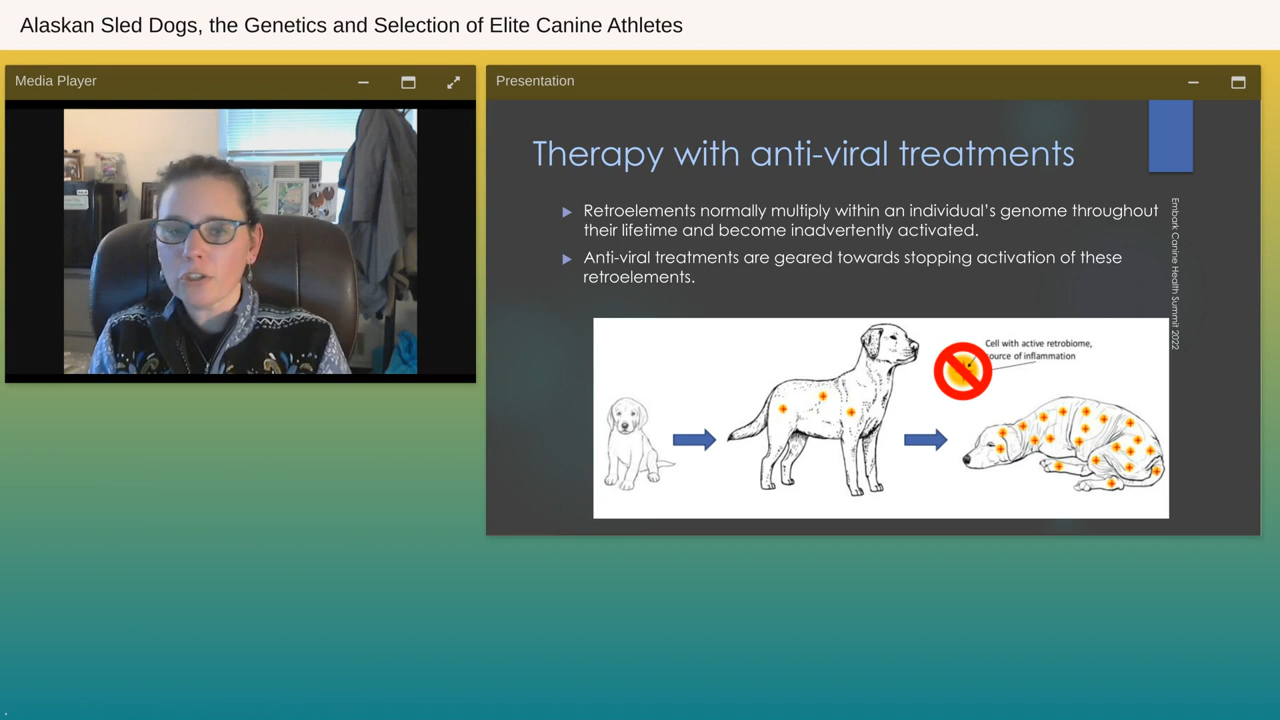 Alaskan Sled Dogs, the Genetics and Selection of Elite Canine Athletes
Media Player
Presentation
Therapy with anti-viral treatments
Retroelements normally multiply within an individual's genome throughout
their lifetime and become inadvertently activated.
Anti-viral treatments are geared towards stopping activation of these
retroelements.
Embark Canine Health Summit 2022
Cell with active retrobiome,
source of inflammation